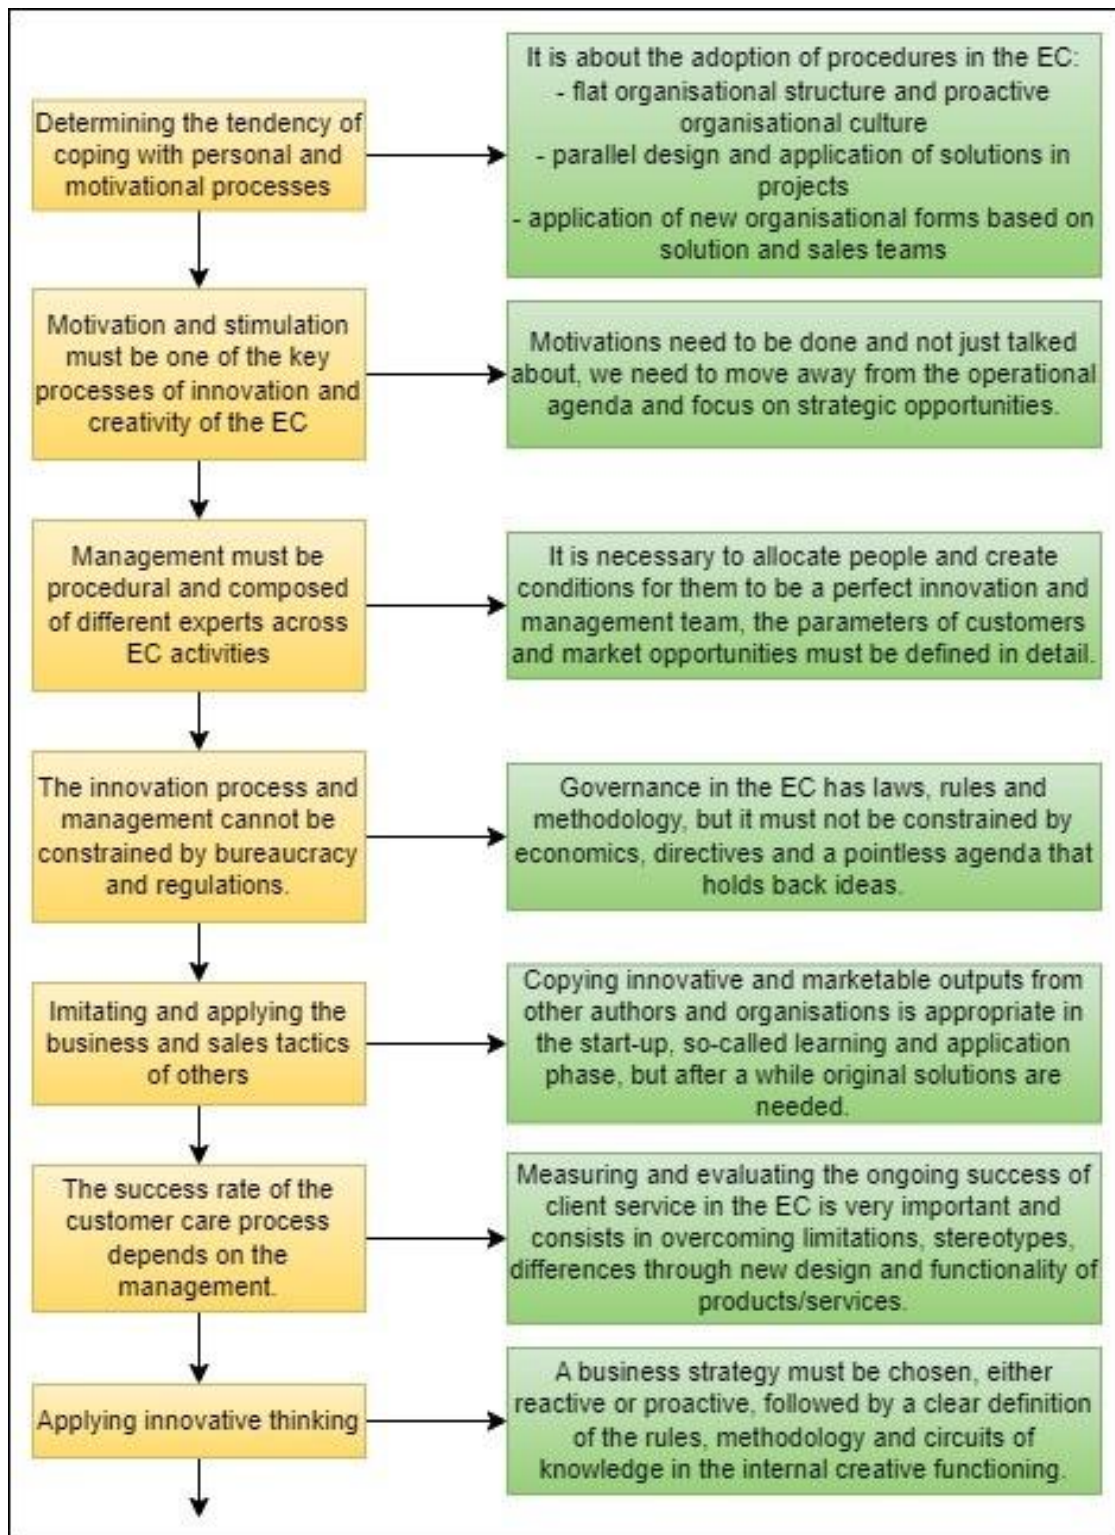 Determining the tendency of
coping with personal and
motivational processes
It is about the adoption of procedures in the EC:
- flat organisational structure and proactive
organisational culture
- parallel design and application of solutions in
projects
- application of new organisational forms based on
solution and sales teams
Motivation and stimulation
must be one of the key
processes of innovation and
creativity of the EC
Motivations need to be done and not just talked
about, we need to move away from the operational
agenda and focus on strategic opportunities.
Management must be
procedural and composed
of different experts across
EC activities
It is necessary to allocate people and create
conditions for them to be a perfect innovation and
management team, the parameters of customers
and market opportunities must be defined in detail.
The innovation process and
management cannot be
constrained by bureaucracy
and regulations.
Governance in the EC has laws, rules and
methodology, but it must not be constrained by
economics, directives and a pointless agenda that
holds back ideas.
Imitating and applying the
business and sales tactics
of others
Copying innovative and marketable outputs from
other authors and organisations is appropriate in
the start-up, so-called learning and application
phase, but after a while original solutions are
needed.
The success rate of the
customer care process
depends on the
management.
Measuring and evaluating the ongoing success of
client service in the EC is very important and
consists in overcoming limitations, stereotypes,
differences through new design and functionality of
products/services.
Applying innovative thinking
A business strategy must be chosen, either
reactive or proactive, followed by a clear definition
of the rules, methodology and circuits of
knowledge in the internal creative functioning.